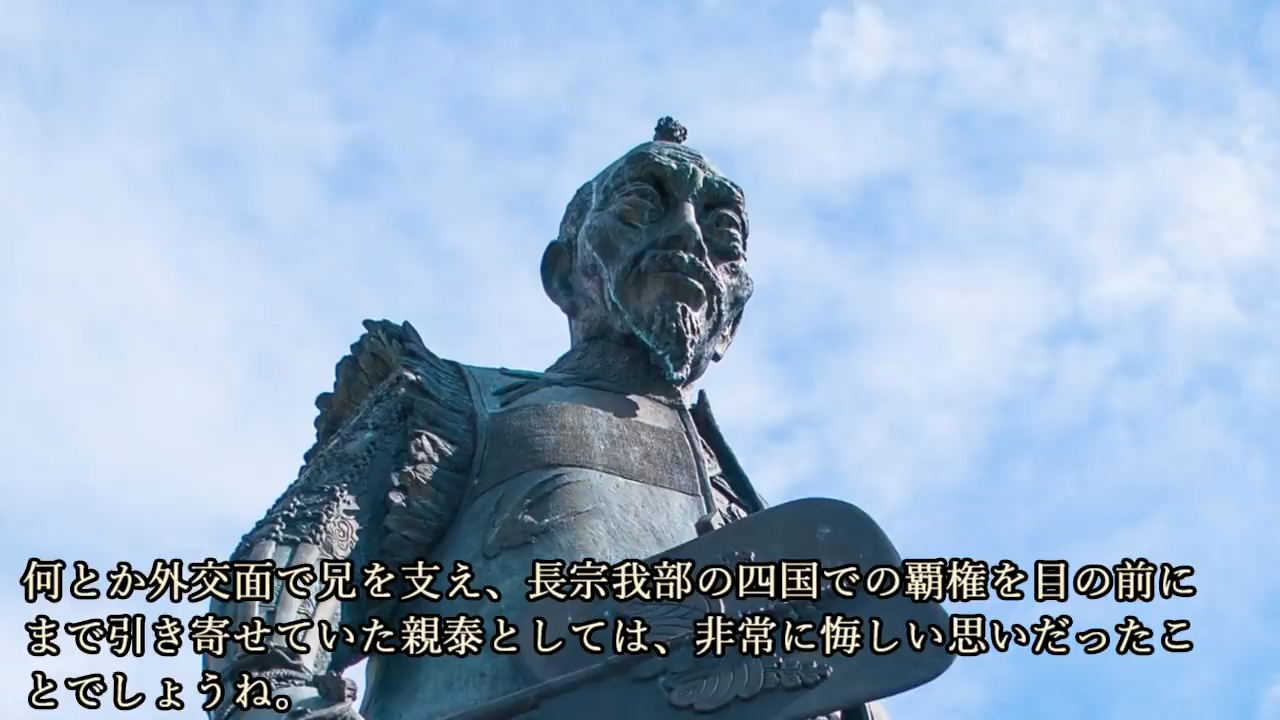 何とか外交面で兄を支え、長宗我部の四国での覇権を目の前に
まで引き寄せていた親泰としては、非常に悔しい思いだったこ
とでしょうね。